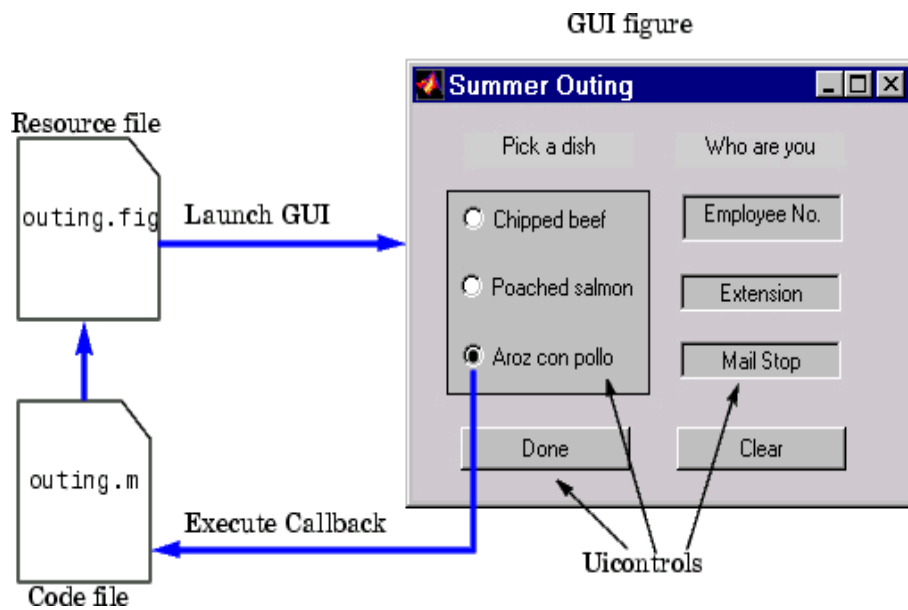 GUI figure
Summer Outing
Resource file
outing.fig
Launch GUI
Pick a dish
Who are you
Chipped beef
Poached salmon
Aroz con pollo
Employee No.
Extension
Mail Stop
Done
Clear
outing.m
Execute Callback
Uicontrols
Code file